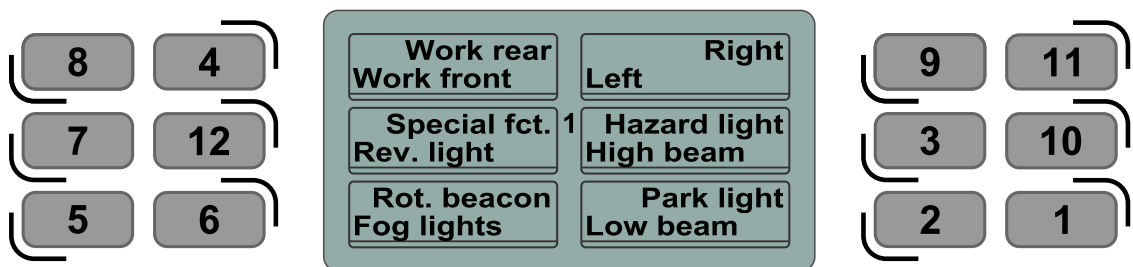 8 4
Work rear
Work front
Right
Left
9 11
7 12
Special fct.
Rev. light
1
Hazard light
High beam
3 10
5 6
Rot. beacon
Fog lights
Park light
Low beam
2 1